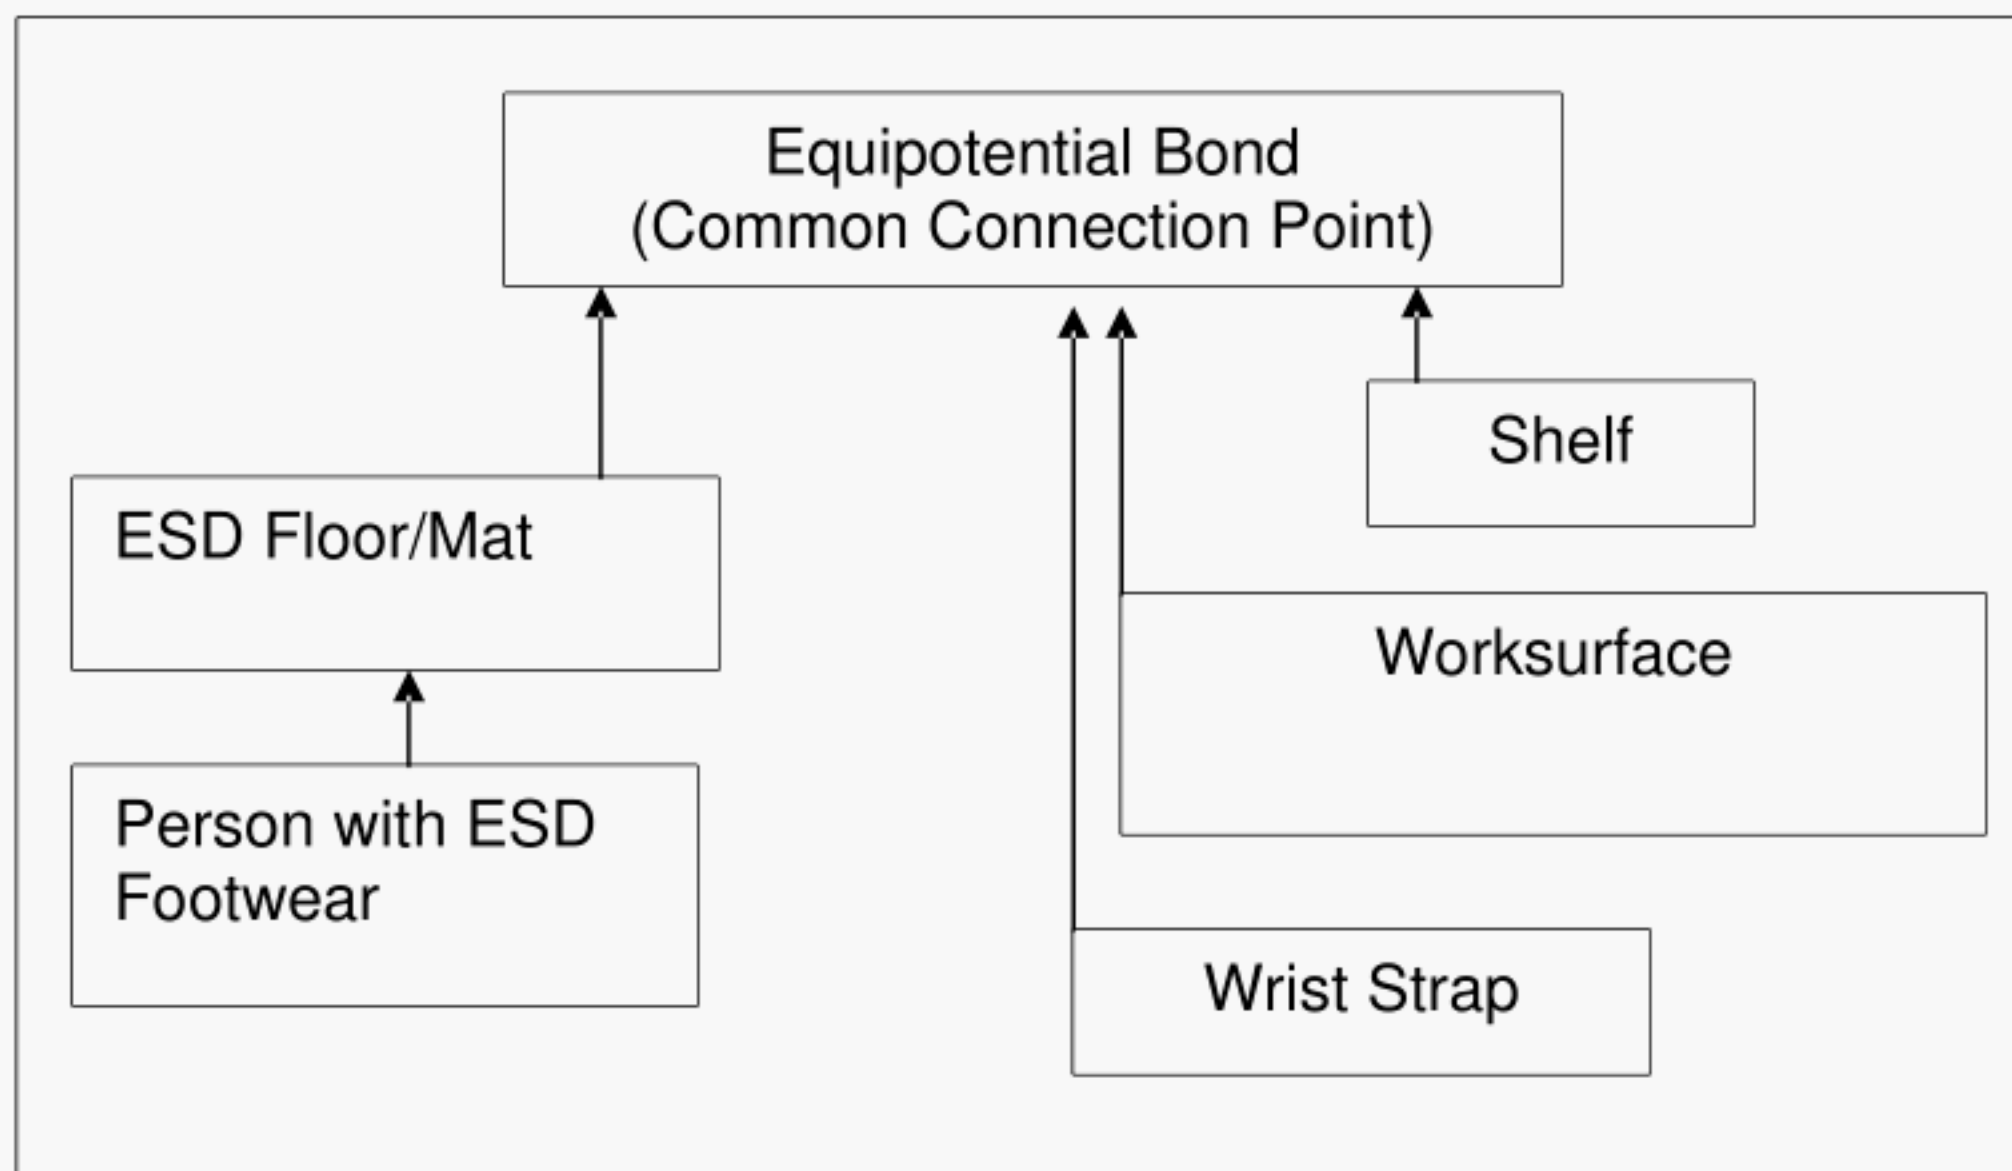 Equipotential Bond
(Common Connection Point)
Shelf
ESD Floor/Mat
Worksurface
Person with ESD
Footwear
Wrist Strap